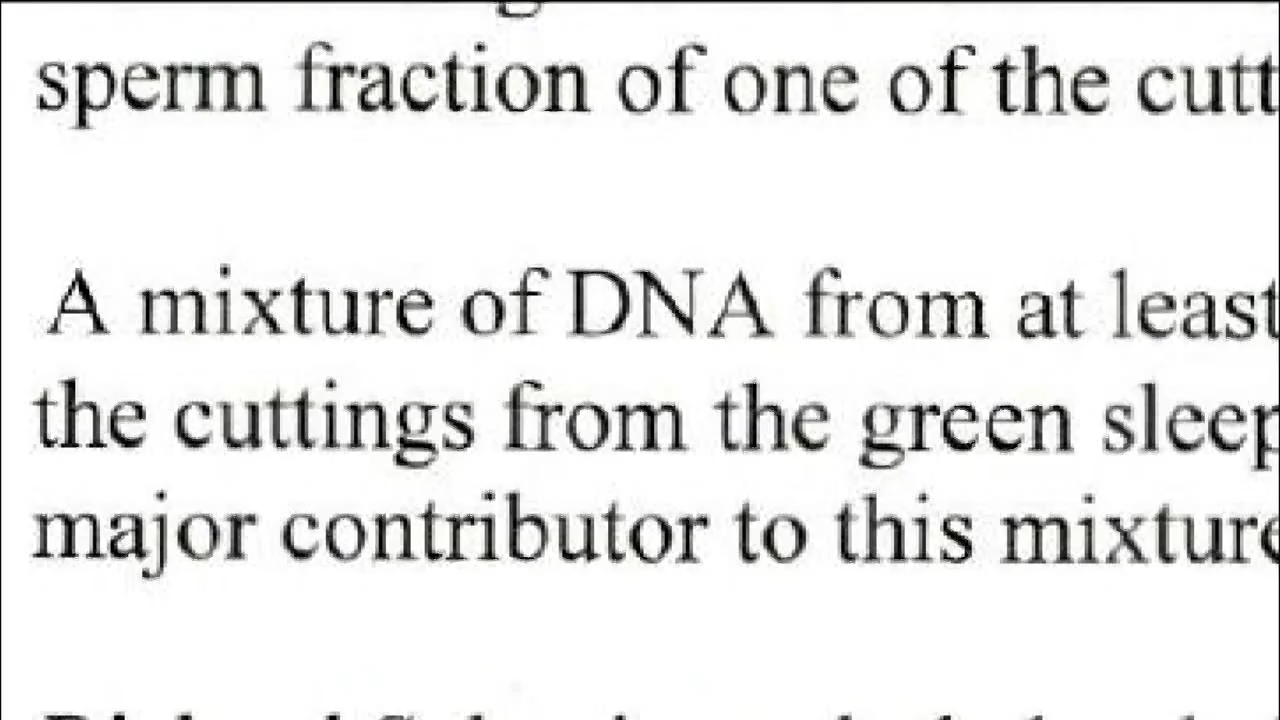 sperm fraction of one of the cutt
A mixture of DNA from at least
the cuttings from the green sleep
major contributor to this mixture